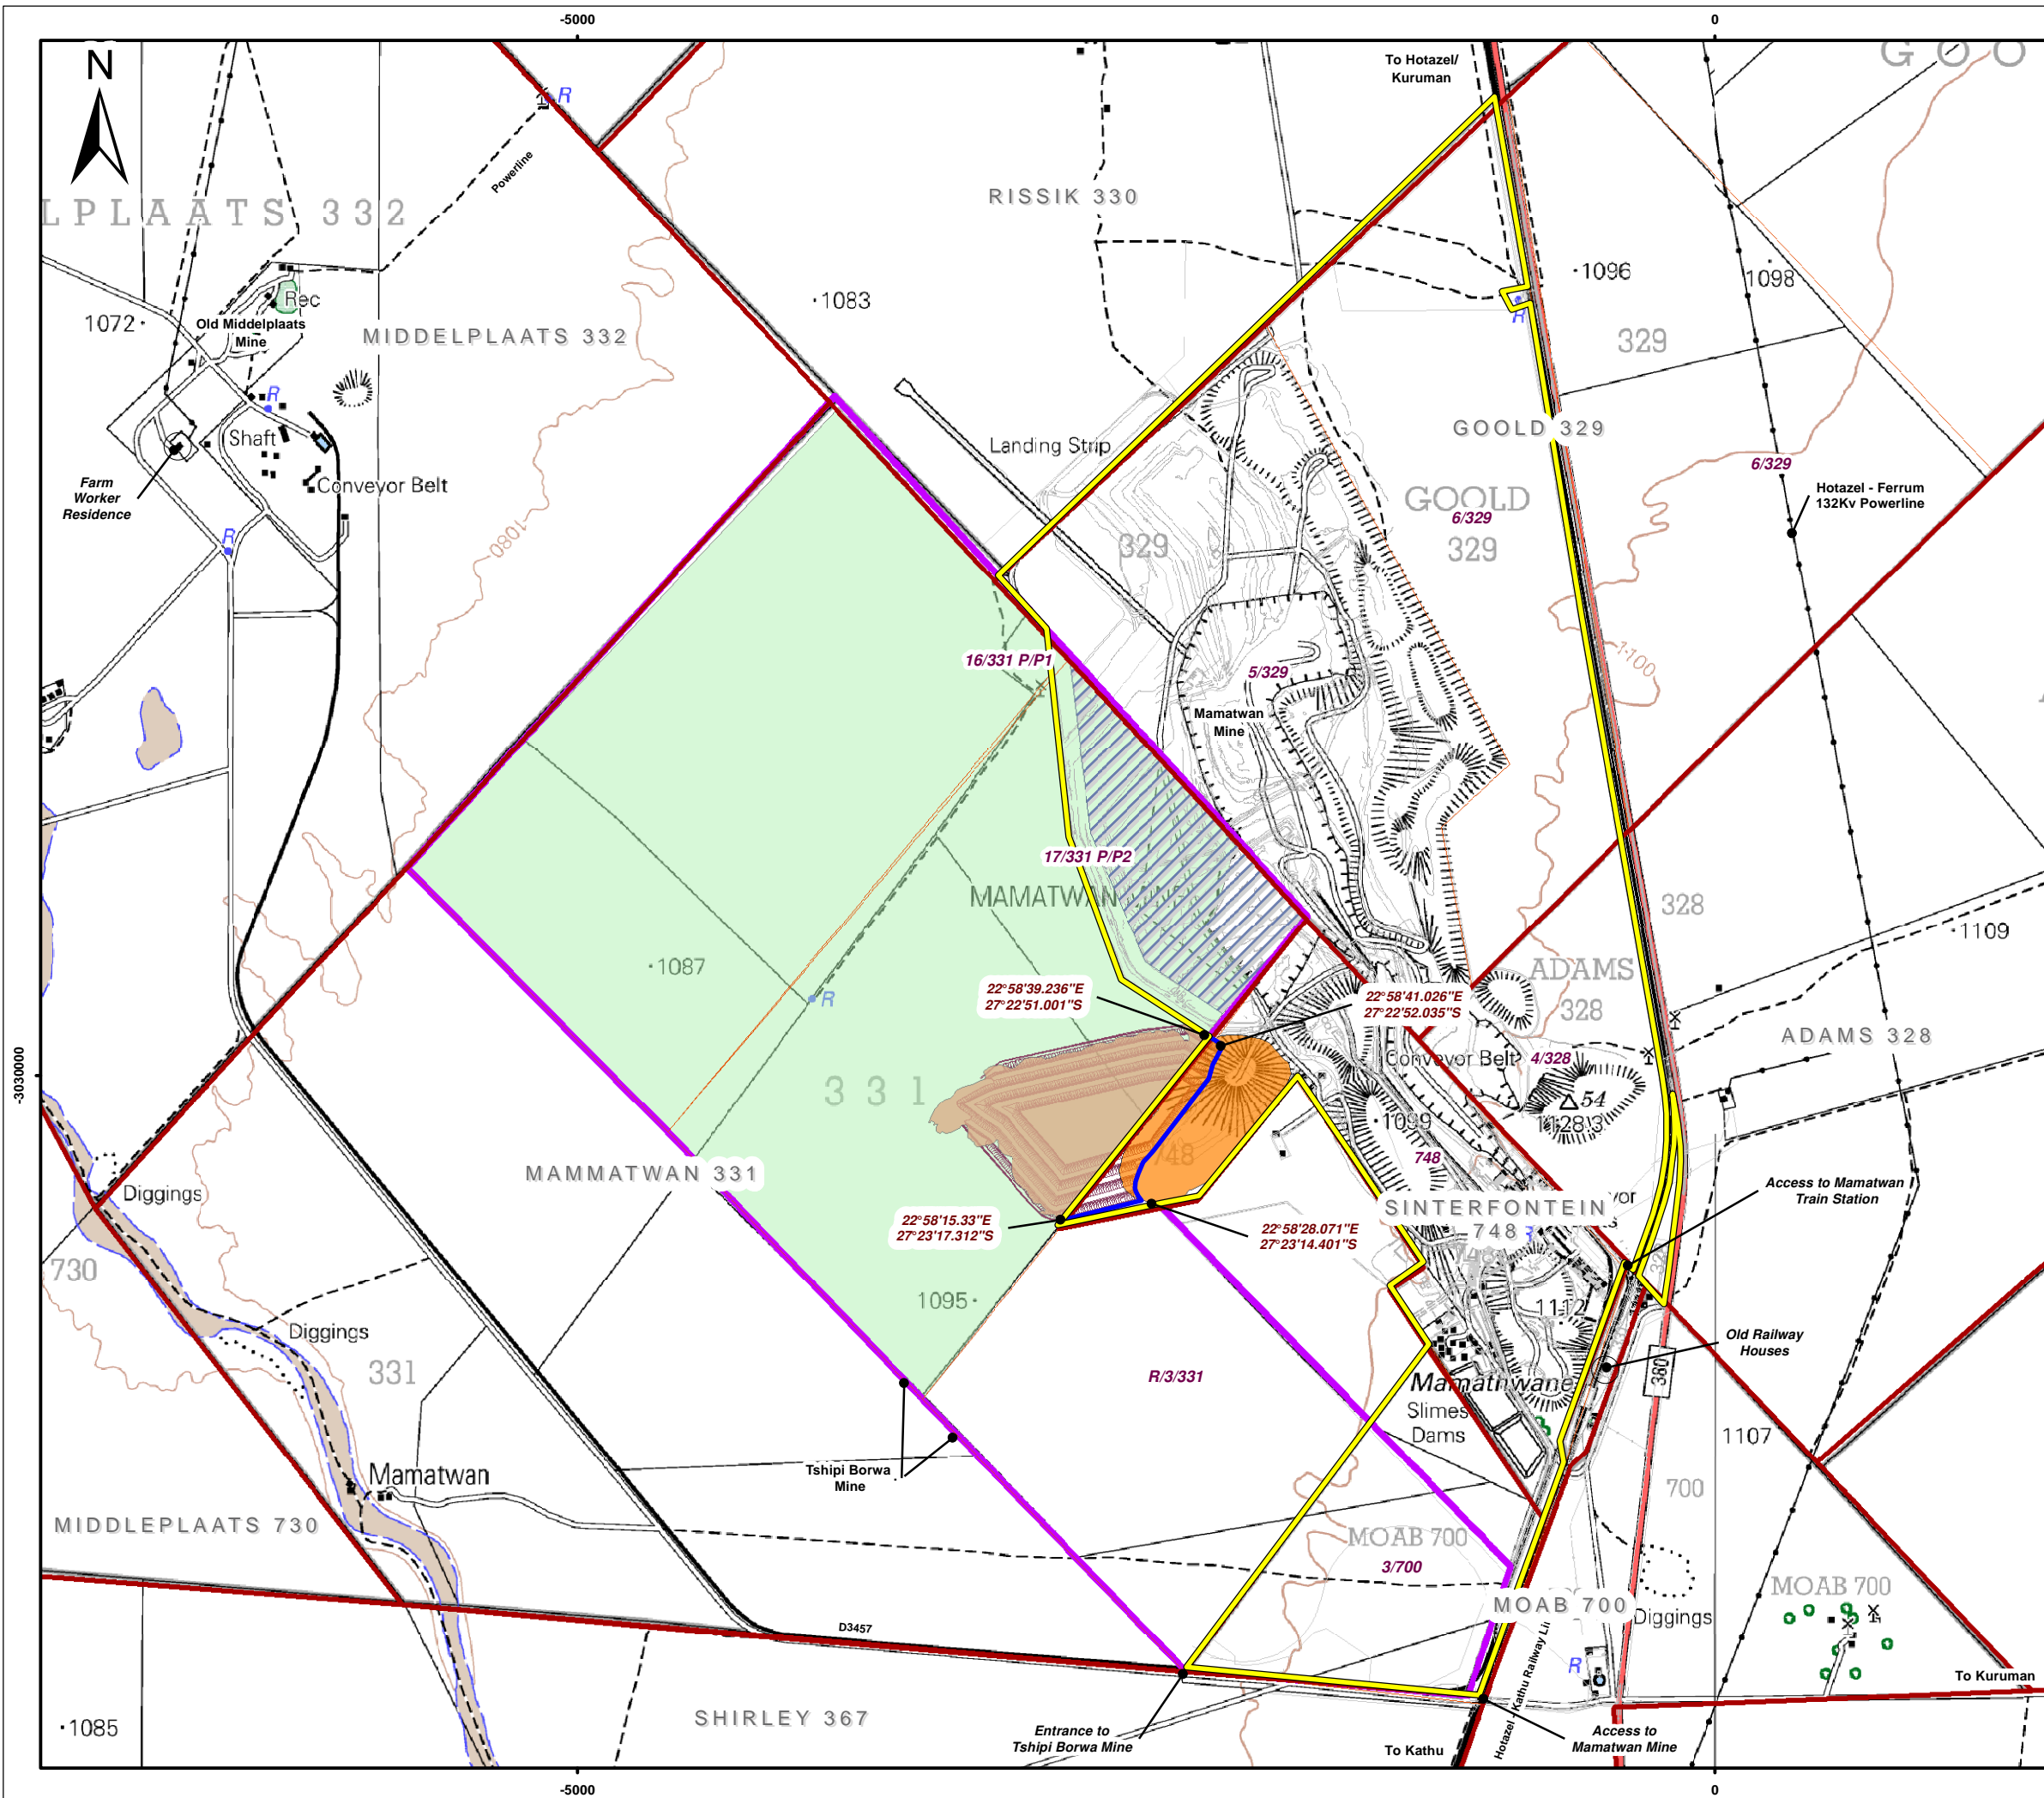 -5000
0
N
To Hotazel/
Kuruman
GOO
R
Powerline
LPLAATS 332
RISSIK 330
1096
1098
1083
R
Rec
1072
Old Middelplaats
Mine
MIDDELPLAATS 332
329
R
Shaft
Landing Strip
GOOLD 329
Farm
Worker
Residence
Conveyor Belt
6/329
GOOLD
6/329
329
Hotazel - Ferrum
132Kv Powerline
R
1080
329
1100
16/331 P/P1
5/329
Mamatwan
Mine
17/331 P/P2
MAMATWAN
328
1109
1087
R
ADAMS
328
22°58'39.236"E
27°22'51.001"S
22°58'41.026"E
27°22'52.035"S
ADAMS 328
Conveyor Belt
4/328
-3030000
331
54
1128.3
1099
748
748
MAMMATWAN 331
Diggings
Access to Mamatwan
Train Station
SINTERFONTEIN
748
22°58'15.33"E
27°23'17.312"S
22°58'28.071"E
27°23'14.401"S
730
1095
1112
Diggings
331
Old Railway
Houses
R/3/331
380
Mamathwane
Slimes
Dams
1107
Mamatwan
Tshipi Borwa
Mine
700
MIDDLEPLAATS 730
MOAB 700
3/700
MOAB 700
MOAB 700
Diggings
D3457
R
To Kuruman
1085
SHIRLEY 367
Entrance to
Tshipi Borwa Mine
To Kathu
Hotazel - Kathu Railway Lin
Access to
Mamatwan Mine
-5000
0